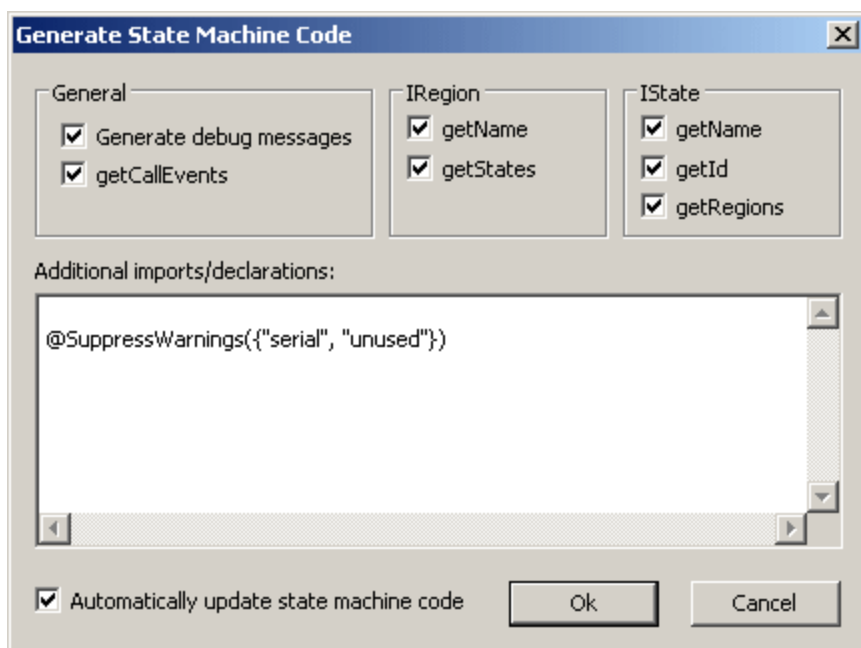 Generate State Machine Code
General
Generate debug messages
getCallEvents
IRegion
getName
getStates
IState
getName
getId
getRegions
Additional imports/declarations:
@SuppressWarnings({"serial", "unused"})
Automatically update state machine code
Ok
Cancel